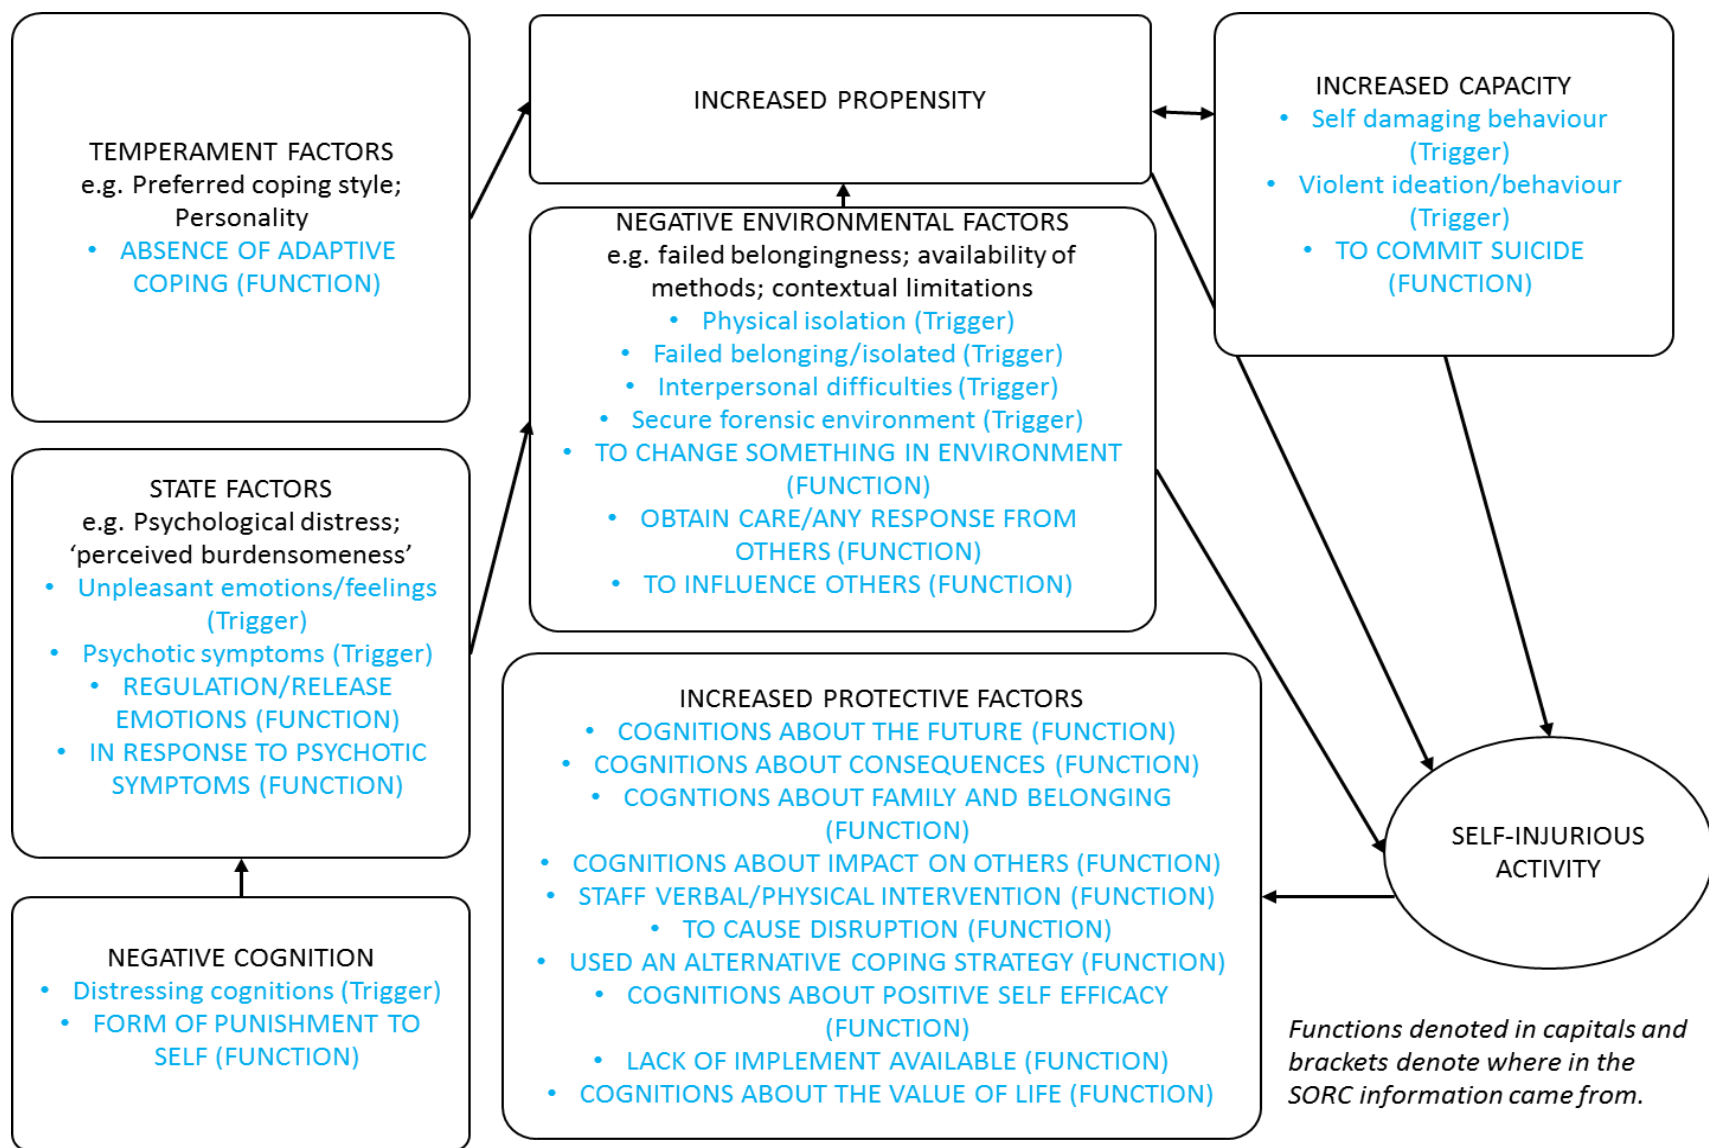 TEMPERAMENT FACTORS
e.g. Preferred coping style;
Personality
• ABSENCE OF ADAPTIVE
COPING (FUNCTION)
INCREASED PROPENSITY
INCREASED CAPACITY
• Self damaging behaviour
(Trigger)
• Violent ideation/behaviour
(Trigger)
• TO COMMIT SUICIDE
(FUNCTION)
NEGATIVE ENVIRONMENTAL FACTORS
e.g. failed belongingness; availability of
methods; contextual limitations
• Physical isolation (Trigger)
• Failed belonging/isolated (Trigger)
• Interpersonal difficulties (Trigger)
• Secure forensic environment (Trigger)
• TO CHANGE SOMETHING IN ENVIRONMENT
(FUNCTION)
• OBTAIN CARE/ANY RESPONSE FROM
OTHERS (FUNCTION)
• TO INFLUENCE OTHERS (FUNCTION)
STATE FACTORS
e.g. Psychological distress;
‘perceived burdensomeness’
• Unpleasant emotions/feelings
(Trigger)
• Psychotic symptoms (Trigger)
• REGULATION/RELEASE
EMOTIONS (FUNCTION)
• IN RESPONSE TO PSYCHOTIC
SYMPTOMS (FUNCTION)
NEGATIVE COGNITION
• Distressing cognitions (Trigger)
• FORM OF PUNISHMENT TO
SELF (FUNCTION)
INCREASED PROTECTIVE FACTORS
• COGNITIONS ABOUT THE FUTURE (FUNCTION)
• COGNITIONS ABOUT CONSEQUENCES (FUNCTION)
• COGNTIONS ABOUT FAMILY AND BELONGING
(FUNCTION)
• COGNITIONS ABOUT IMPACT ON OTHERS (FUNCTION)
• STAFF VERBAL/PHYSICAL INTERVENTION (FUNCTION)
• TO CAUSE DISRUPTION (FUNCTION)
• USED AN ALTERNATIVE COPING STRATEGY (FUNCTION)
• COGNITIONS ABOUT POSITIVE SELF EFFICACY
(FUNCTION)
• LACK OF IMPLEMENT AVAILABLE (FUNCTION)
• COGNITIONS ABOUT THE VALUE OF LIFE (FUNCTION)
SELF-INJURIOUS
ACTIVITY
Functions denoted in capitals and
brackets denote where in the
SORC information came from.